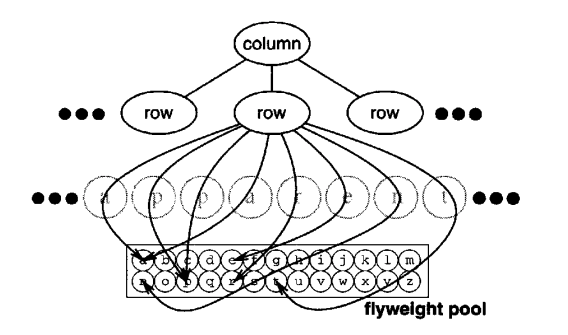 column
row row row
a p p a r e n t
a b c d e f g h i j k l m
n o p q r s t u v w x y z
flyweight pool